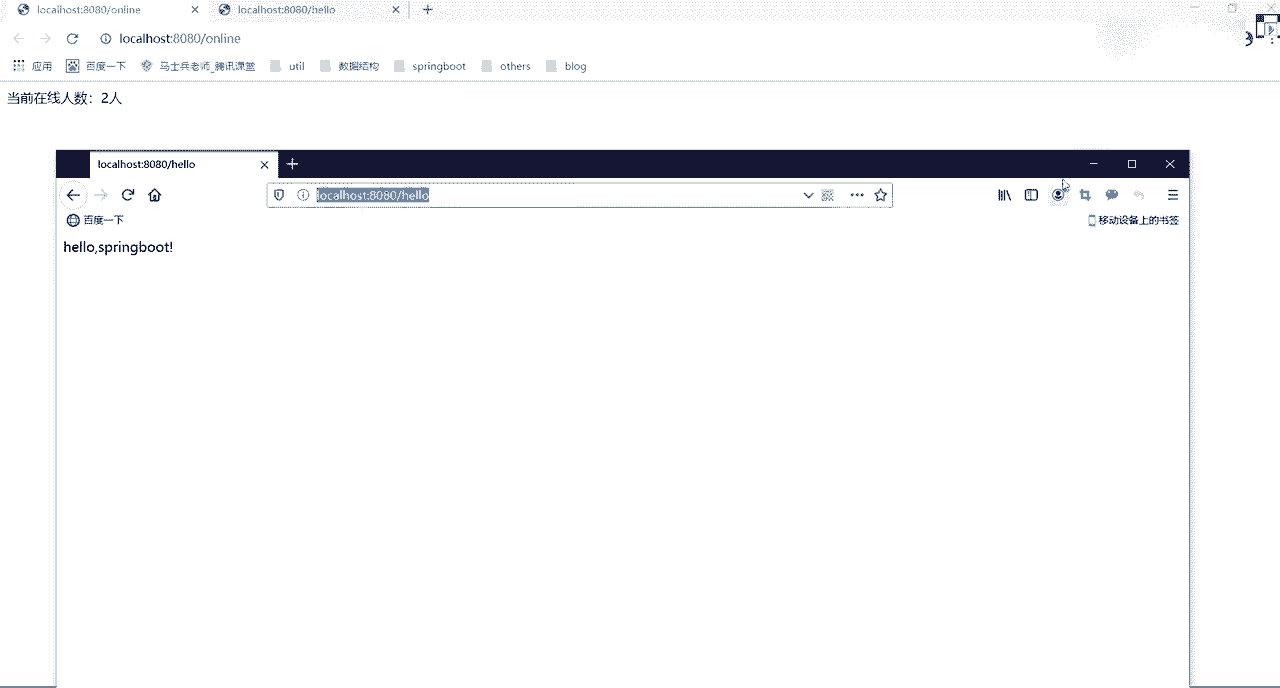 localhost:8080/online localhost:8080/hello
localhost:8080/online
应用 百度一下 马士兵老师_腾讯课堂 util 数据结构 springboot others blog
当前在线人数：2人
localhost:8080/hello
localhost:8080/hello
百度一下 移动设备上的书签
hello,springboot!